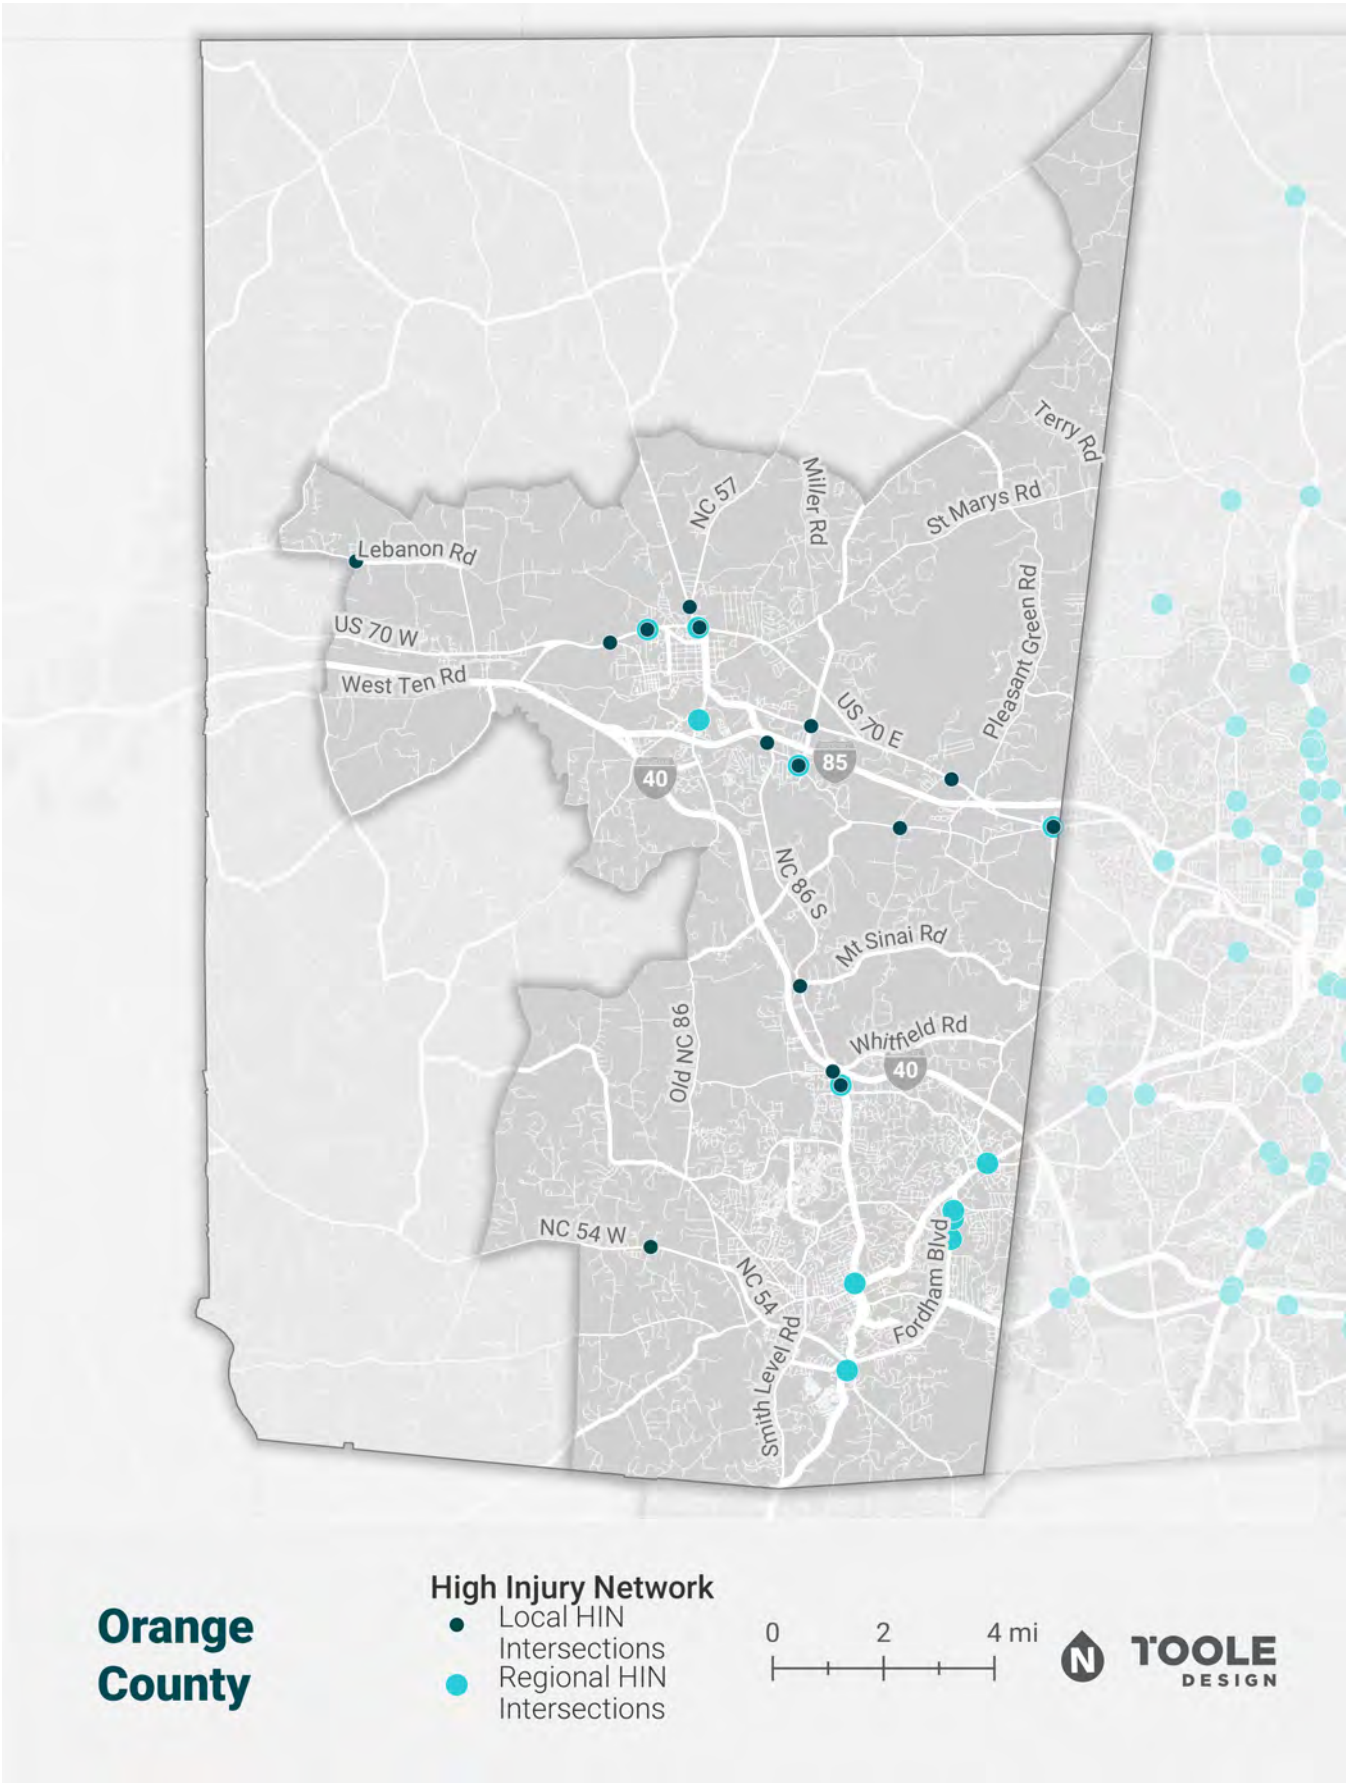 Terry Rd
Miller Rd
NC 57
St Marys Rd
Lebanon Rd
Pleasant Green Rd
US 70 W
West Ten Rd
US 70 E
85
40
NC 86 S
Mt Sinai Rd
Old NC 86
Whitfield Rd
40
NC 54 W
NC 54
Fordham Blvd
Smith Level Rd
High Injury Network
Orange
County
Local HIN
Intersections
Regional HIN
Intersections
0 2 4 mi
N
TOOLE
DESIGN